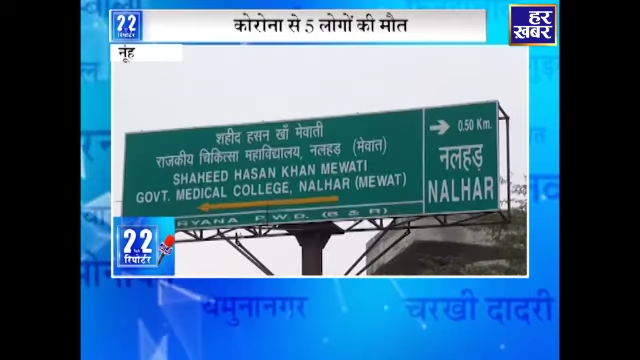 22
रिपोर्टर
कोरोना से 5 लोगों की मौत
हर
ख़बर
नूंह
शहीद हसन खाँ मेवाती
राजकीय चिकित्सा महाविद्यालय, नलहड़ (मेवात)
SHAHEED HASAN KHAN MEWATI
GOVT. MEDICAL COLLEGE, NALHAR (MEWAT)
0.50 Km.
नलहड़
NALHAR
RYANA P.W.D. (B & R)
22
रिपोर्टर
यमुनानगर
चरखी दादरी